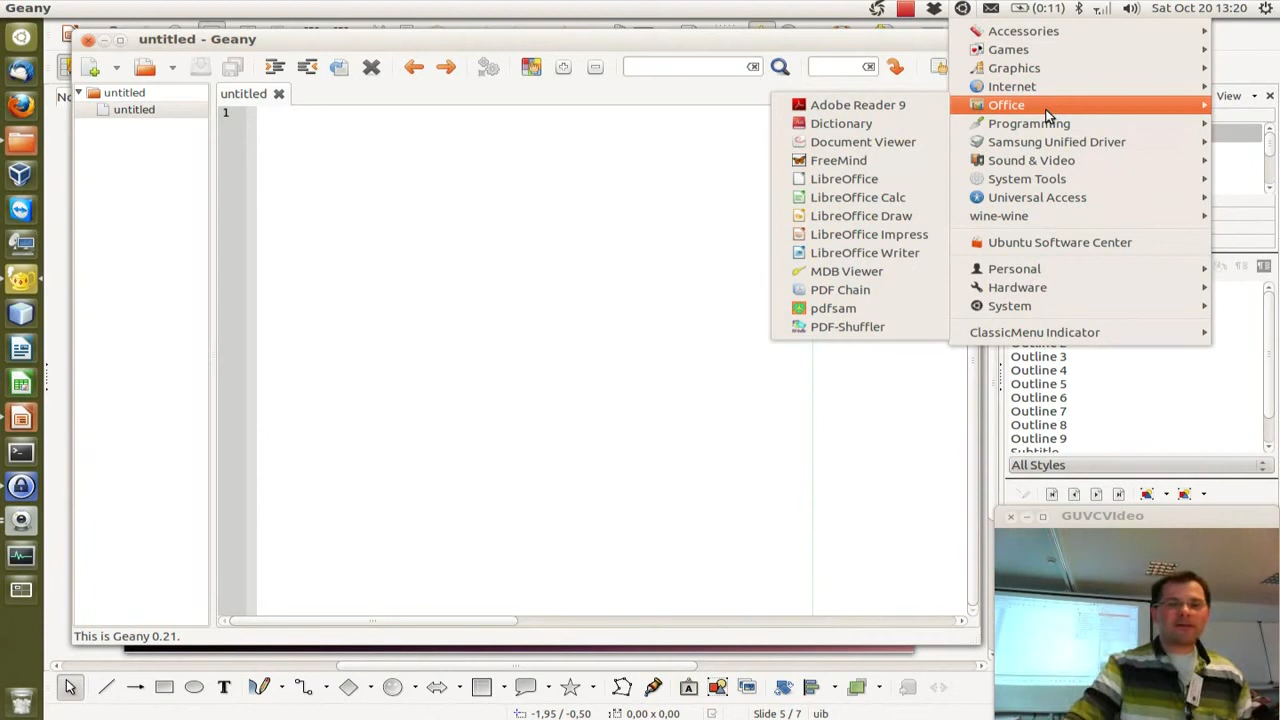 Geany
(0:11)
Sat Oct 20 13:20
untitled - Geany
untitled
untitled
untitled
1
Accessories
Games
Graphics
Internet
Office
Programming
Samsung Unified Driver
Sound & Video
System Tools
Universal Access
wine-wine
Ubuntu Software Center
Personal
Hardware
System
ClassicMenu Indicator
Adobe Reader 9
Dictionary
Document Viewer
FreeMind
LibreOffice
LibreOffice Calc
LibreOffice Draw
LibreOffice Impress
LibreOffice Writer
MDB Viewer
PDF Chain
pdfsam
PDF-Shuffler
View
Outline 3
Outline 4
Outline 5
Outline 6
Outline 7
Outline 8
Outline 9
All Styles
GUVCVideo
This is Geany 0.21.
-1,95 / -0,50
0,00 x 0,00
Slide 5 / 7
uib